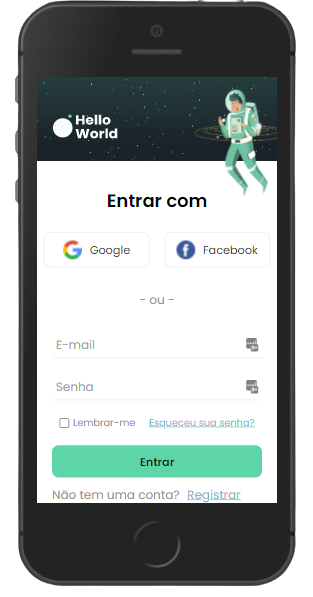 Hello
World
Entrar com
Google
Facebook
- ou -
E-mail
Senha
Lembrar-me Esqueceu sua senha?
Entrar
Não tem uma conta? Registrar